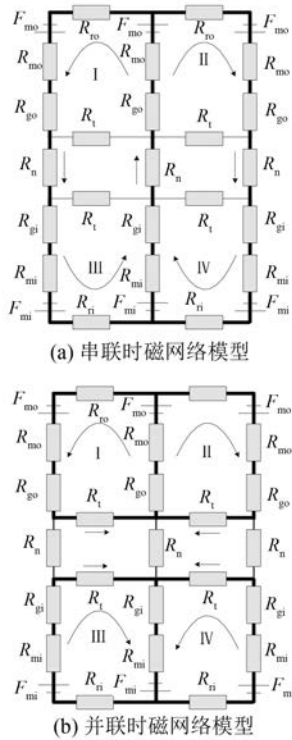 Fmo Rro Fmo
Rmo I Rmo II Rmo
Rgo Rgo Rgo
Rt Rt
Rn Rn Rn
Rgi Rt Rgi Rt Rgi
Rmi III Rmi IV Rmi
Fmi Rri Fmi Rri Fmi
(a) 串联时磁网络模型
Fmo Rro Fmo Fmo
Rmo I Rmo II Rmo
Rgo Rgo Rgo
Rt Rt
Rn Rn Rn
Rgi Rt Rgi Rt Rgi
Rmi III Rmi IV Rmi
Fmi Rri Fmi Rri Fm
(b) 并联时磁网络模型